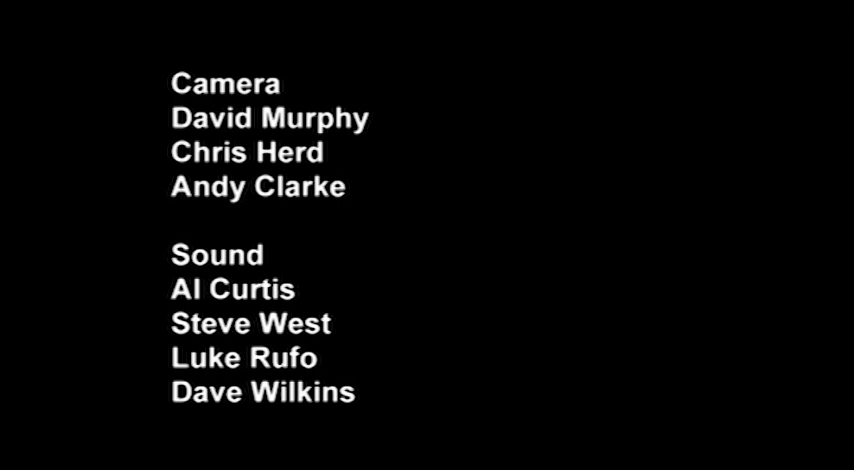 Camera
David Murphy
Chris Herd
Andy Clarke
Sound
Al Curtis
Steve West
Luke Rufo
Dave Wilkins